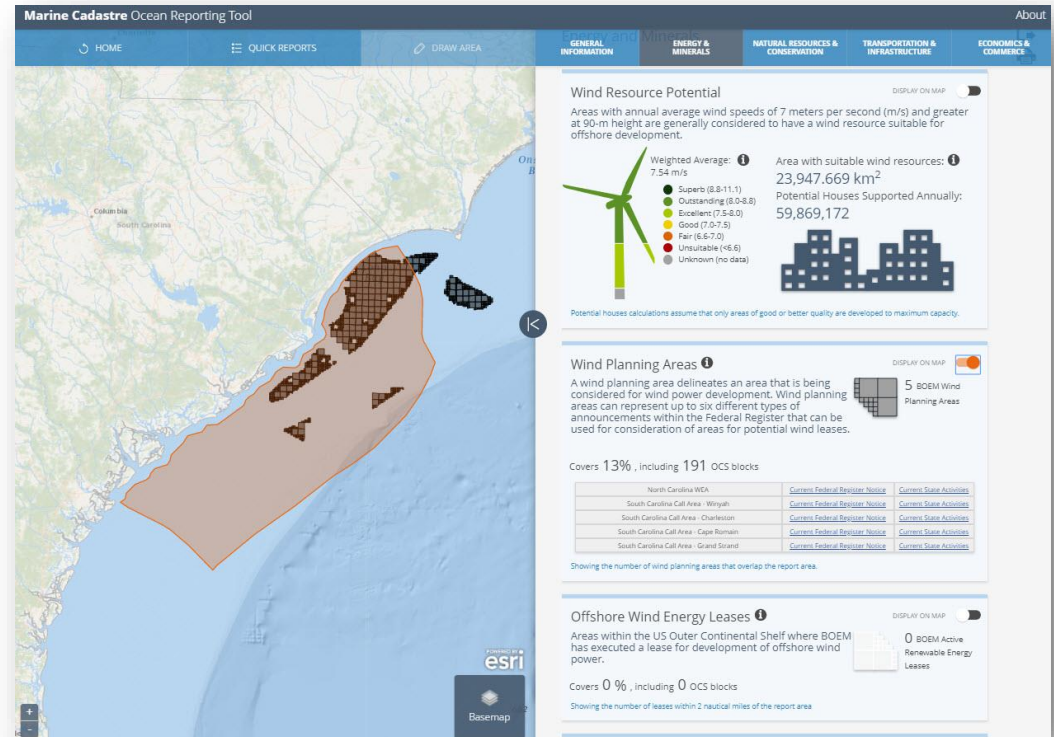 Marine Cadastre Ocean Reporting Tool
About
HOME
QUICK REPORTS
DRAW AREA
GENERAL
INFORMATION
ENERGY &
MINERALS
NATURAL RESOURCES &
CONSERVATION
TRANSPORTATION &
INFRASTRUCTURE
ECONOMICS &
COMMERCE
Energy and Minerals
Columbia
South Carolina
Wind Resource Potential
DISPLAY ON MAP
Areas with annual average wind speeds of 7 meters per second (m/s) and greater
at 90-m height are generally considered to have a wind resource suitable for
offshore development.
Weighted Average:
7.54 m/s
Superb (8.8-11.1)
Outstanding (8.0-8.8)
Excellent (7.5-8.0)
Good (7.0-7.5)
Fair (6.6-7.0)
Unsuitable (<6.6)
Unknown (no data)
Area with suitable wind resources:
23,947.669 km²
Potential Houses Supported Annually:
59,869,172
Potential houses calculations assume that only areas of good or better quality are developed to maximum capacity.
Wind Planning Areas
DISPLAY ON MAP
A wind planning area delineates an area that is being
considered for wind power development. Wind planning
areas can represent up to six different types of
announcements within the Federal Register that can be
used for consideration of areas for potential wind leases.
5 BOEM Wind
Planning Areas
Covers 13% , including 191 OCS blocks
North Carolina WEA Current Federal Register Notice Current State Activities
South Carolina Call Area - Winyah Current Federal Register Notice Current State Activities
South Carolina Call Area - Charleston Current Federal Register Notice Current State Activities
South Carolina Call Area - Cape Romain Current Federal Register Notice Current State Activities
South Carolina Call Area - Grand Strand Current Federal Register Notice Current State Activities
Showing the number of wind planning areas that overlap the report area.
Offshore Wind Energy Leases
DISPLAY ON MAP
Areas within the US Outer Continental Shelf where BOEM
has executed a lease for development of offshore wind
power.
0 BOEM Active
Renewable Energy
Leases
Covers 0 % , including 0 OCS blocks
Showing the number of leases within 2 nautical miles of the report area
POWERED BY
esri
Basemap
+
-